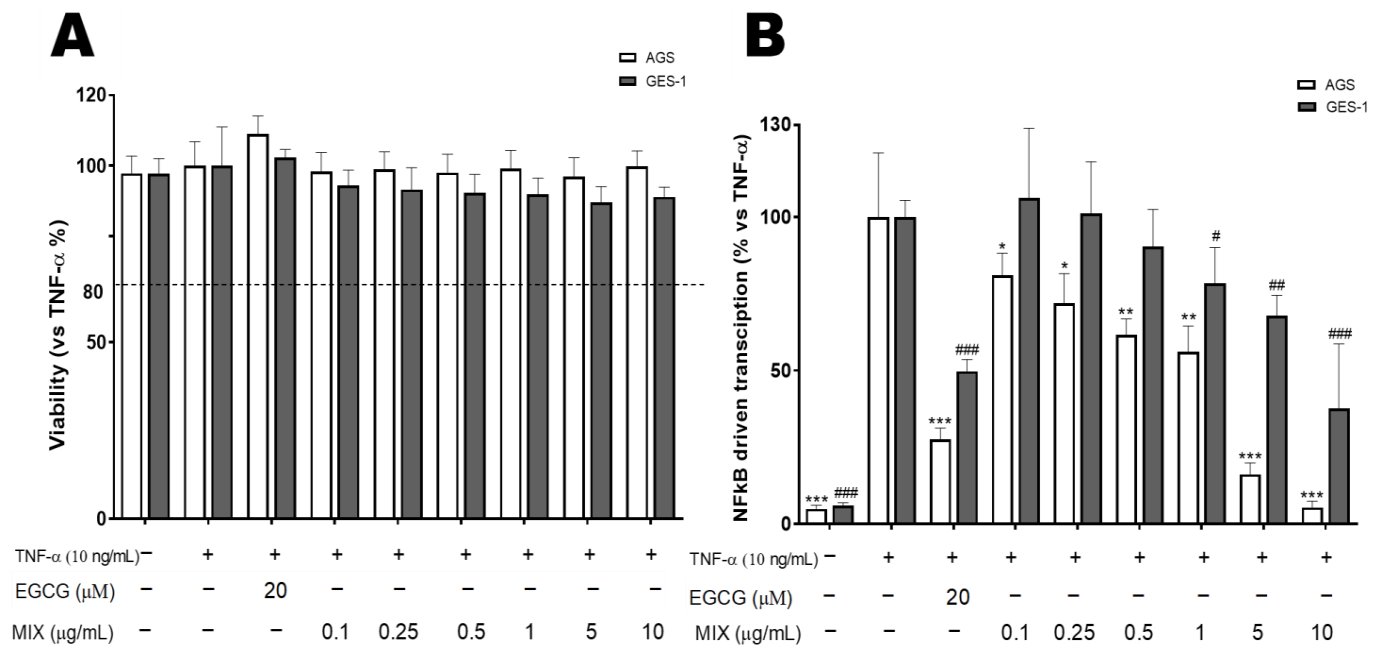 A
AGS
GES-1
Viability (vs TNF-α %)
120
100
80
50
0
TNF-α (10 ng/mL) – + + + + + + + +
EGCG (μM) – – 20 – – – – – –
MIX (μg/mL) – – – 0.1 0.25 0.5 1 5 10
B
AGS
GES-1
NFkB driven transciption (% vs TNF-α)
130
100
50
0
*** ### *** ### * * ** ** # *** ## *** ###
TNF-α (10 ng/mL) – + + + + + + + +
EGCG (μM) – – 20 – – – – – –
MIX (μg/mL) – – – 0.1 0.25 0.5 1 5 10